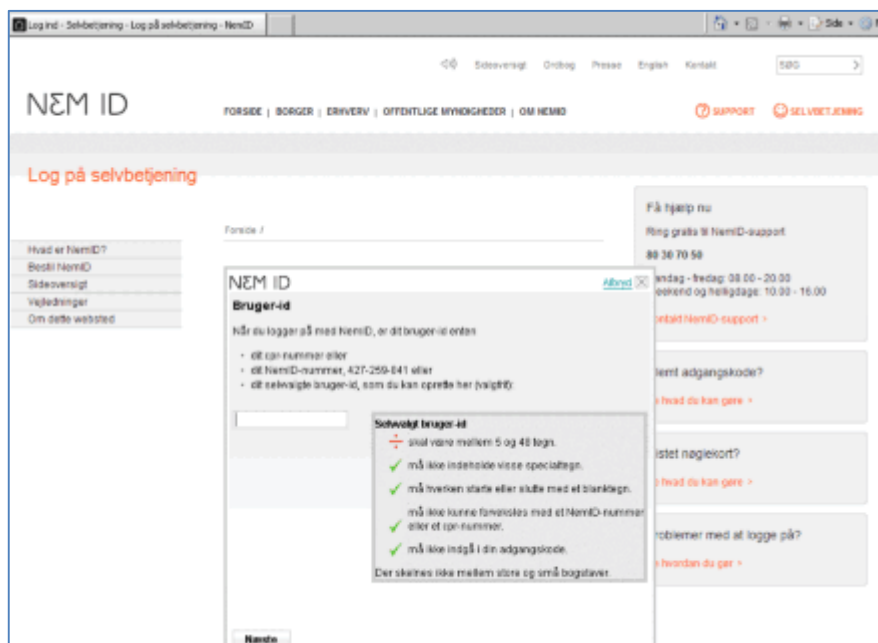 Log ind - Selvbetjening - Log på selvbetjening - NemID
Side
Sideoversigt Ordbog Presse English Kontakt SØG
NEM ID
FORSIDE | BORGER | ERHVERV | OFFENTLIGE MYNDIGHEDER | OM NEMID
SUPPORT SELVBETJENING
Log på selvbetjening
Forside /
Hvad er NemID?
Bestil NemID
Sideoversigt
Vejledninger
Om dette websted
NEM ID
Afbryd
Bruger-id
Når du logger på med NemID, er dit bruger-id enten
dit cpr-nummer eller
dit NemID-nummer, 427-259-841 eller
dit selvvalgte bruger-id, som du kan oprette her (valgfrit):
Selvvalgt bruger-id
skal være mellem 5 og 48 tegn.
må ikke indeholde visse specialtegn.
må hverken starte eller slutte med et blanktegn.
må ikke kunne forveksles med et NemID-nummer
eller et cpr-nummer.
må ikke indgå i din adgangskode.
Der skelnes ikke mellem store og små bogstaver.
Næste
Få hjælp nu
Ring gratis til NemID-support
80 30 70 50
andag - fredag: 08.00 - 20.00
eekend og helligdage: 10.00 - 16.00
ontakt NemID-support >
lemt adgangskode?
hvad du kan gøre >
istet nøglekort?
hvad du kan gøre >
roblemer med at logge på?
hvordan du gør >